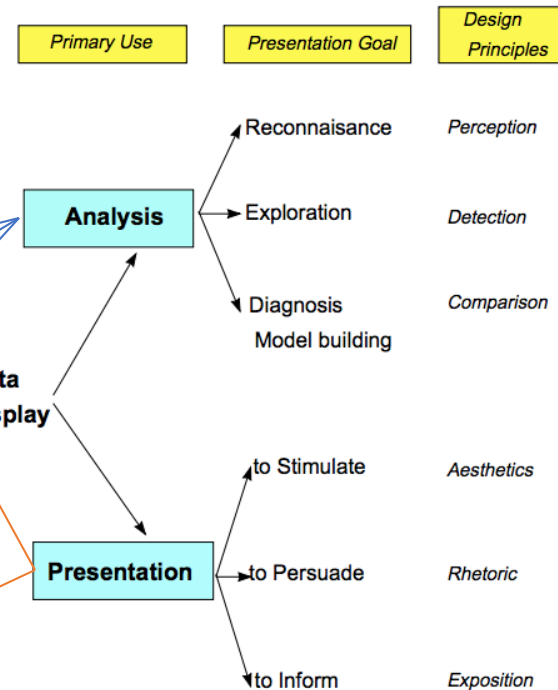 Primary Use
Presentation Goal
Design
Principles
Reconnaisance
Perception
Analysis
Exploration
Detection
Diagnosis
Comparison
Model building
ta
splay
to Stimulate
Aesthetics
Presentation
to Persuade
Rhetoric
to Inform
Exposition